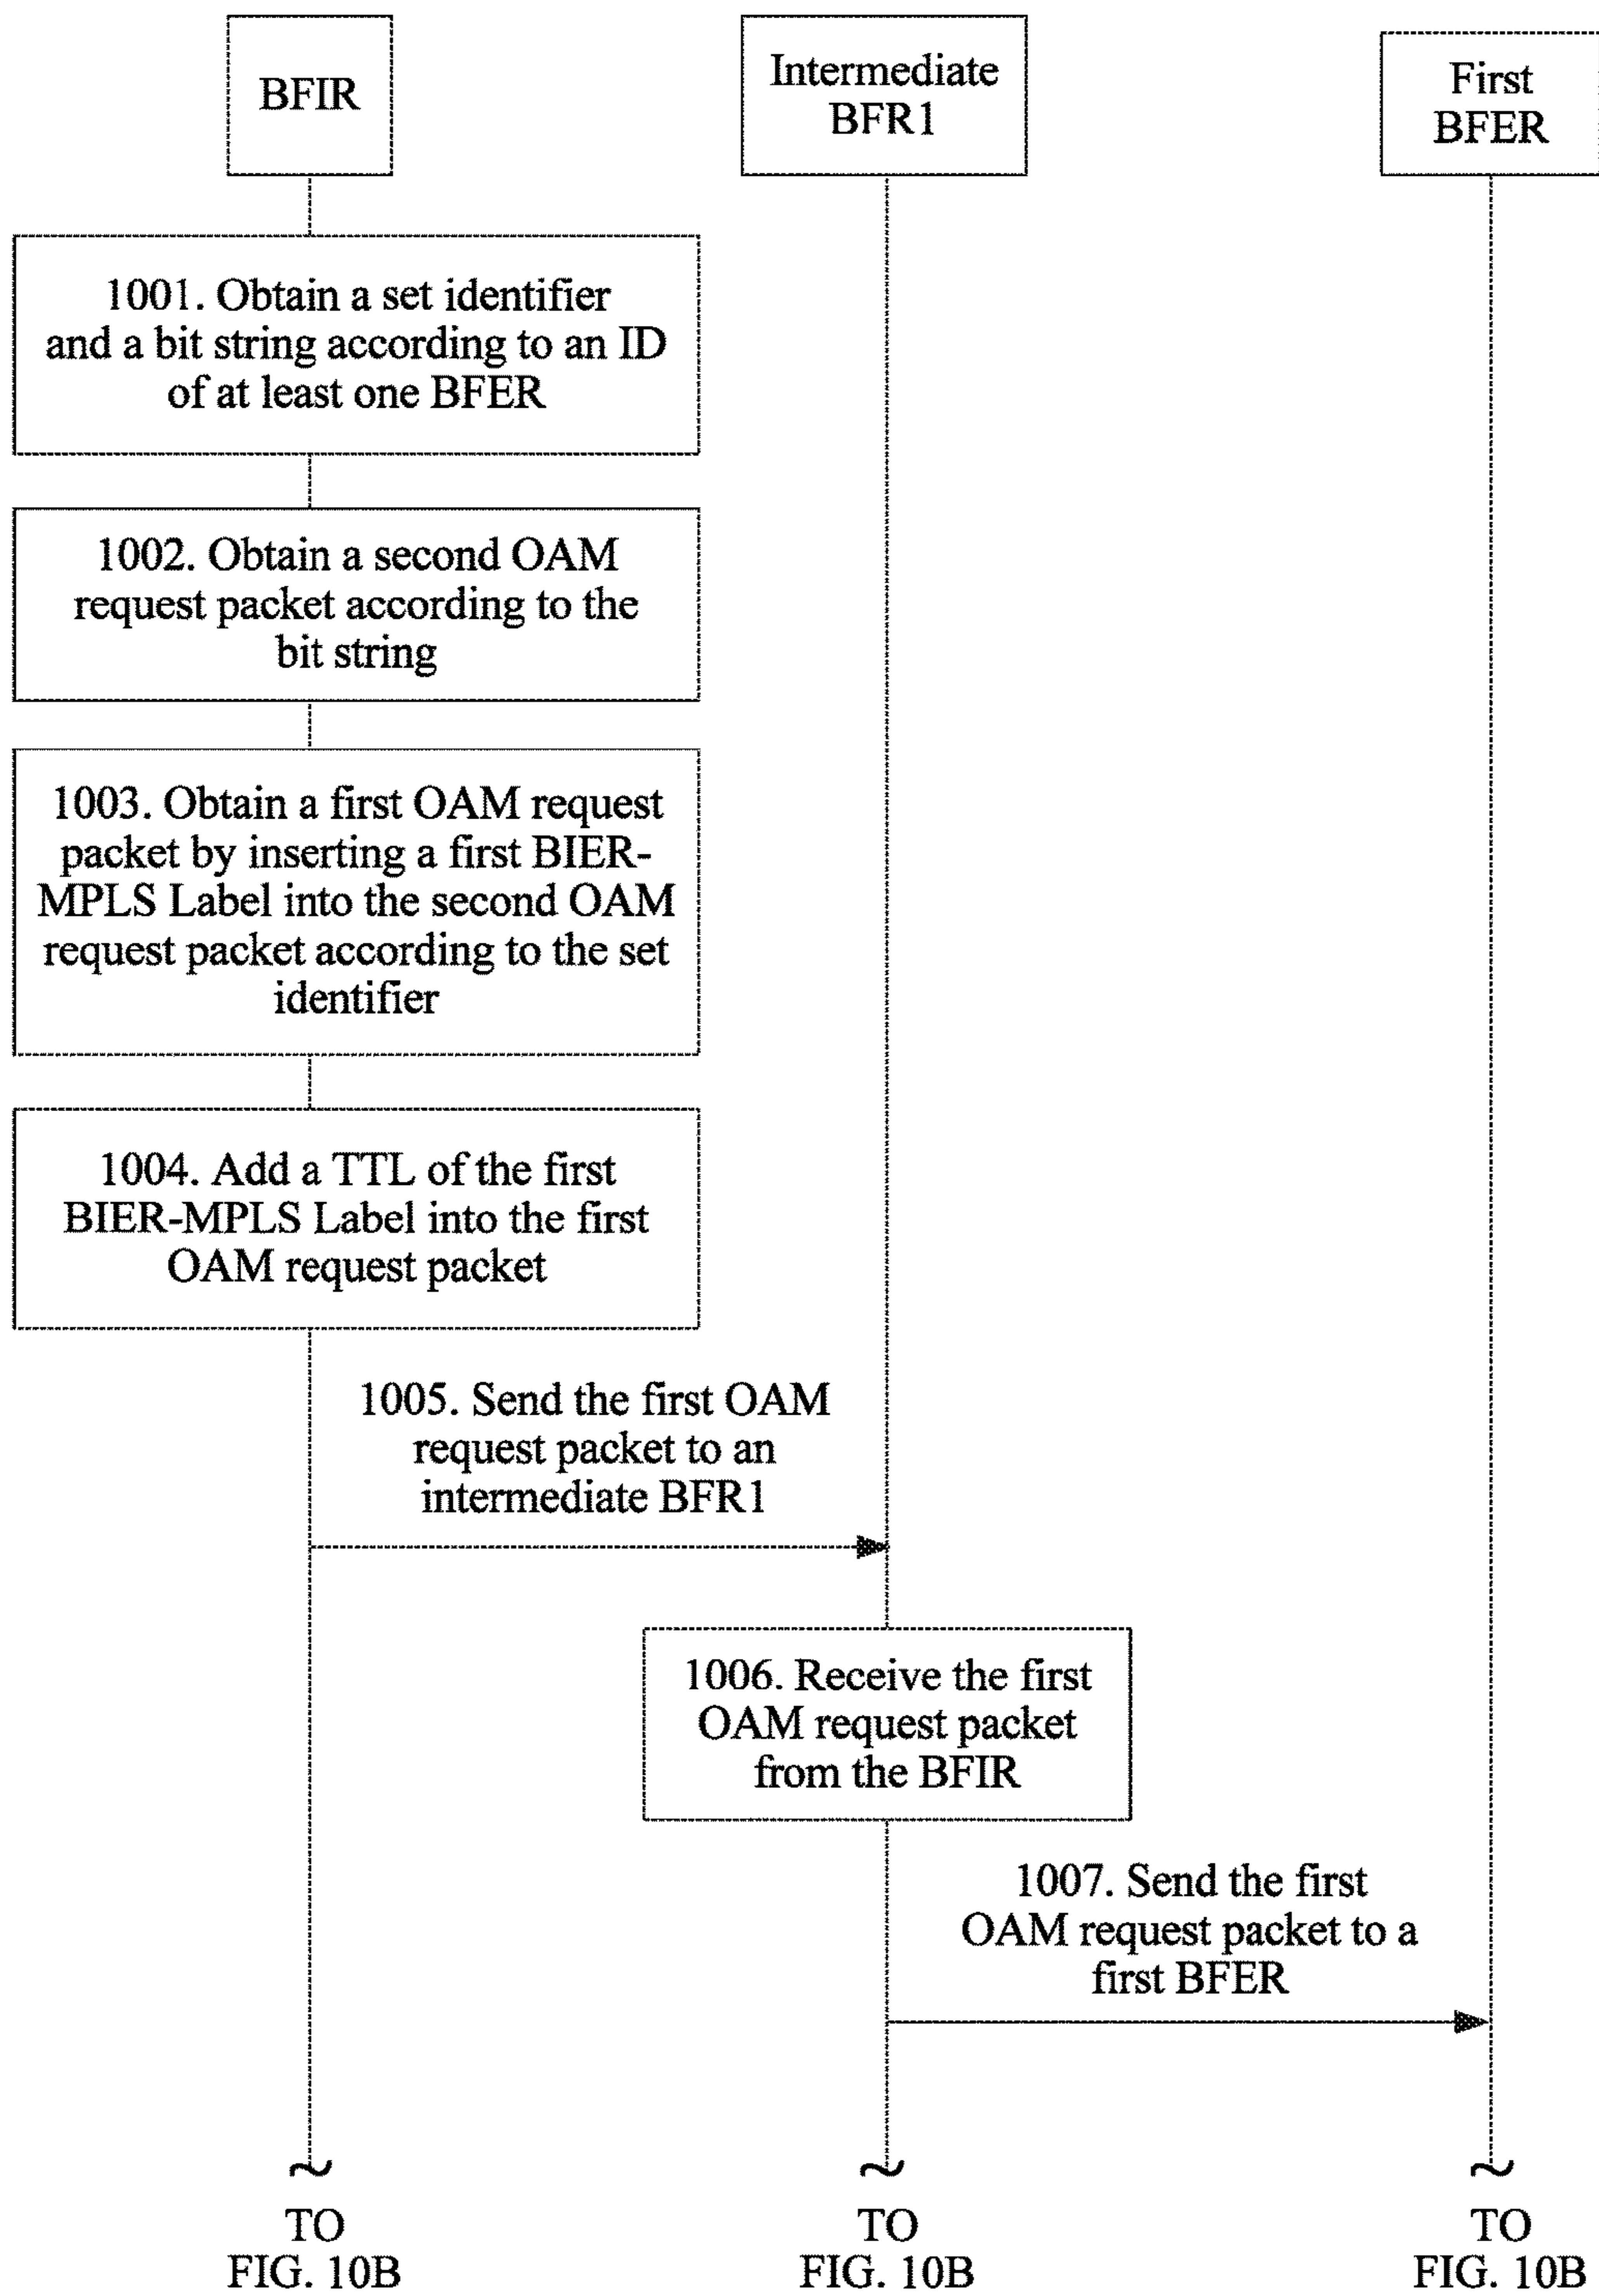 BFIR
Intermediate
BFR1
First
BFER
1001. Obtain a set identifier
and a bit string according to an ID
of at least one BFER
1002. Obtain a second OAM
request packet according to the
bit string
1003. Obtain a first OAM request
packet by inserting a first BIER-
MPLS Label into the second OAM
request packet according to the set
identifier
1004. Add a TTL of the first
BIER-MPLS Label into the first
OAM request packet
1005. Send the first OAM
request packet to an
intermediate BFR1
1006. Receive the first
OAM request packet
from the BFIR
1007. Send the first
OAM request packet to a
first BFER
TO
FIG. 10B
TO
FIG. 10B
TO
FIG. 10B